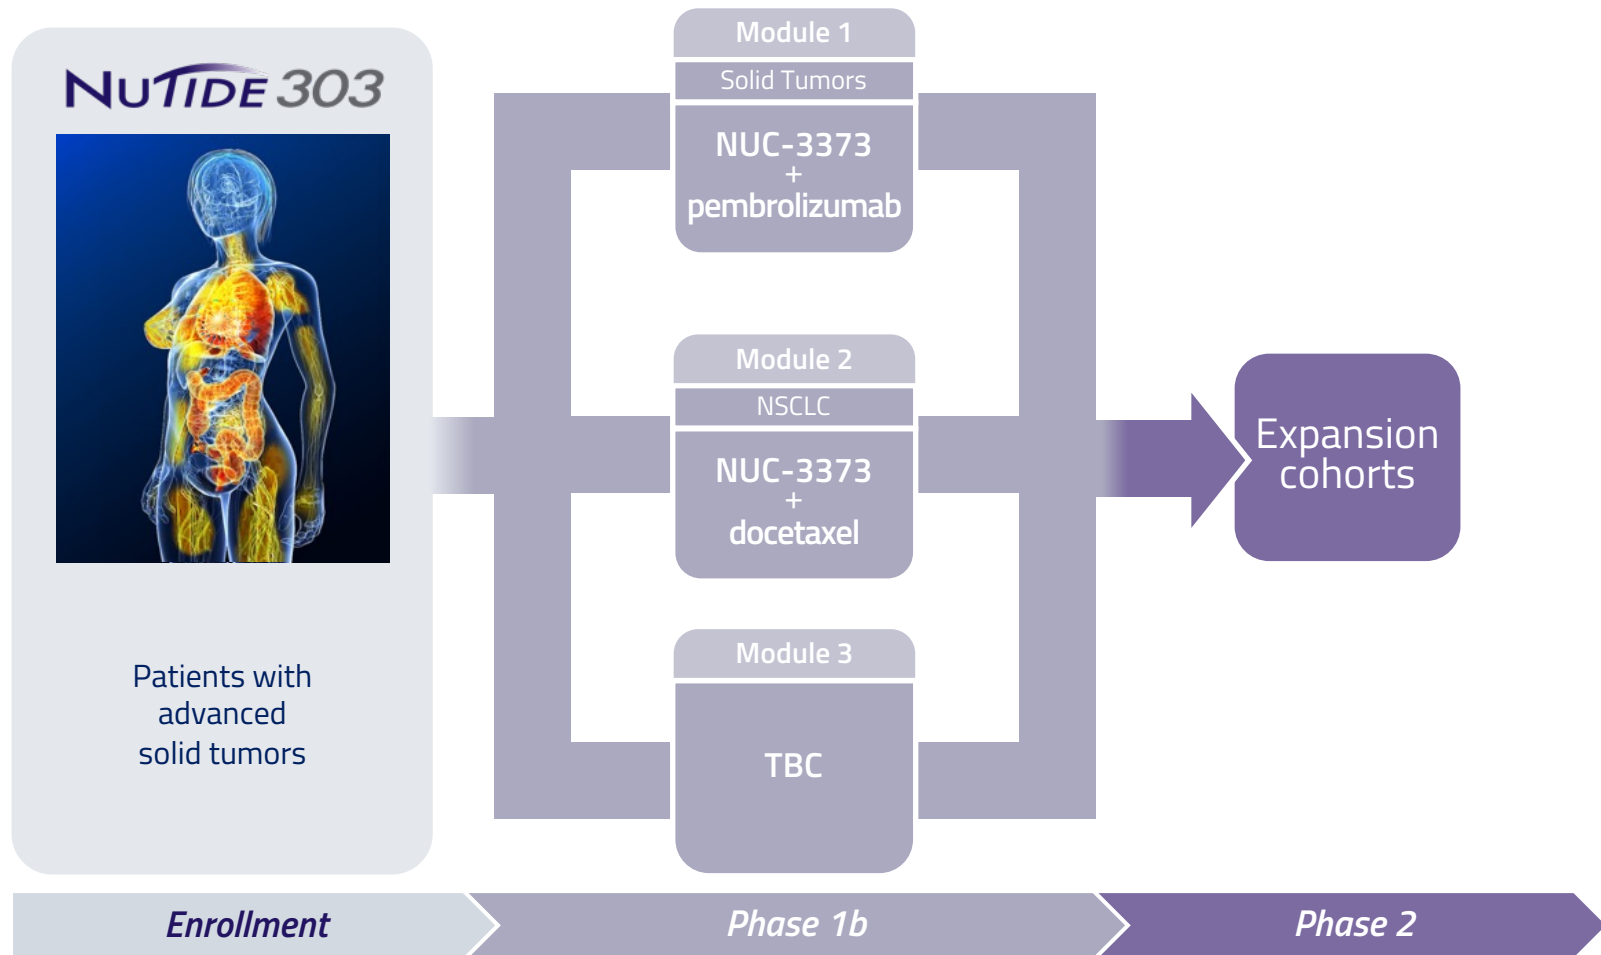 NUTIDE 303
Patients with
advanced
solid tumors
Module 1
Solid Tumors
NUC-3373
+
pembrolizumab
Module 2
NSCLC
NUC-3373
+
docetaxel
Module 3
TBC
Expansion
cohorts
Enrollment
Phase 1b
Phase 2